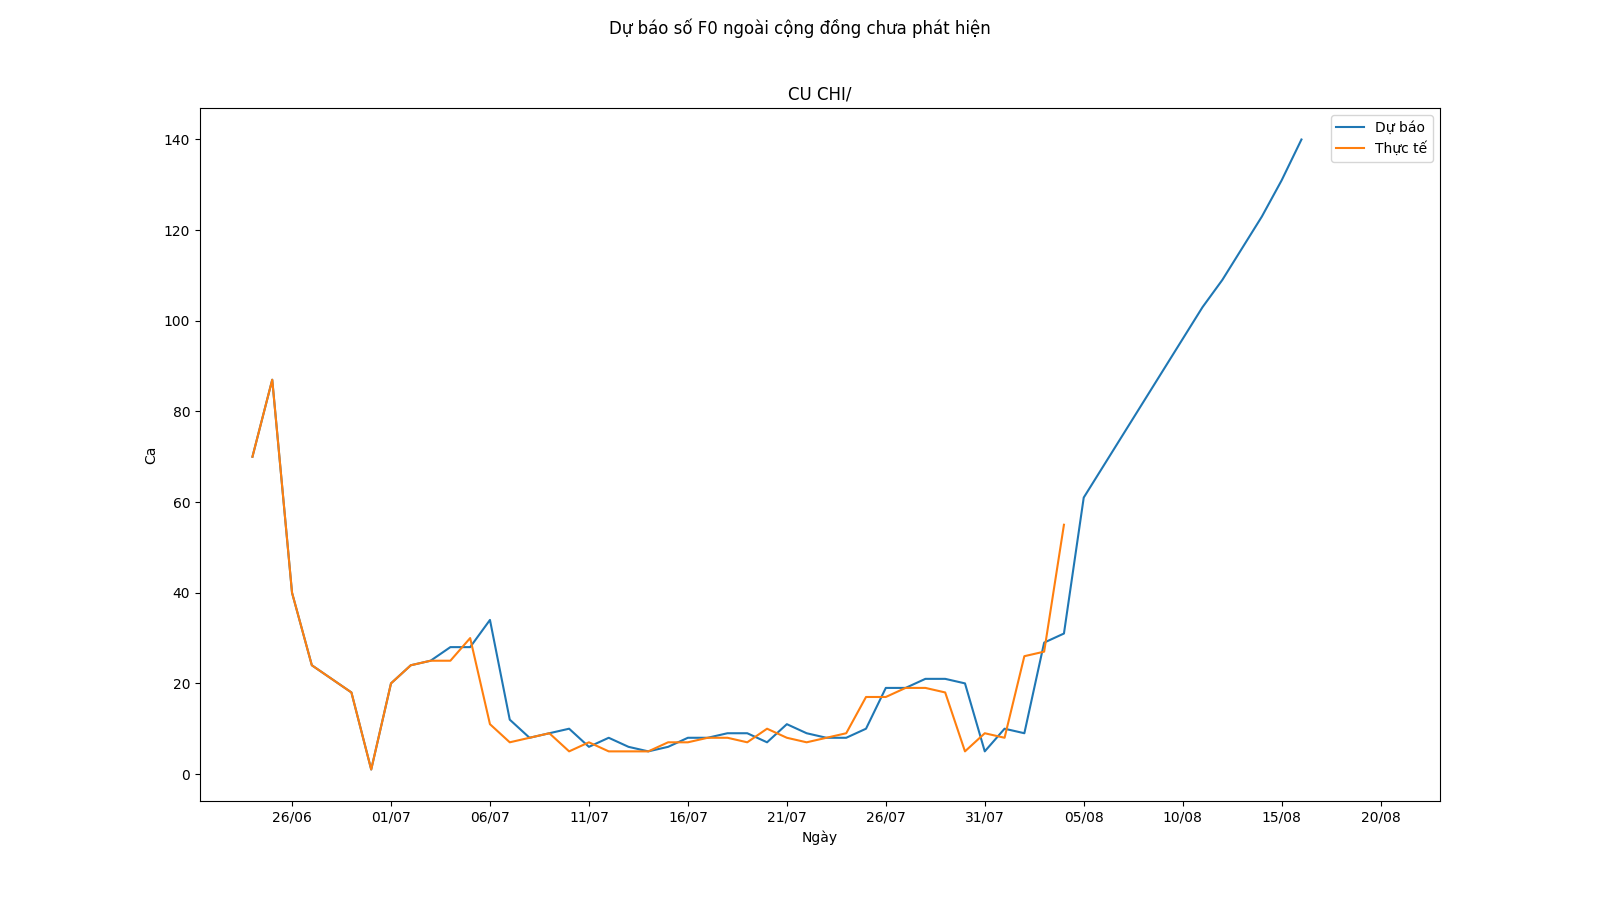 Dự báo số F0 ngoài cộng đồng chưa phát hiện
CU CHI/
Dự báo
Thực tế
140
120
100
80
60
40
20
0
Ca
26/06 01/07 06/07 11/07 16/07 21/07 26/07 31/07 05/08 10/08 15/08 20/08
Ngày